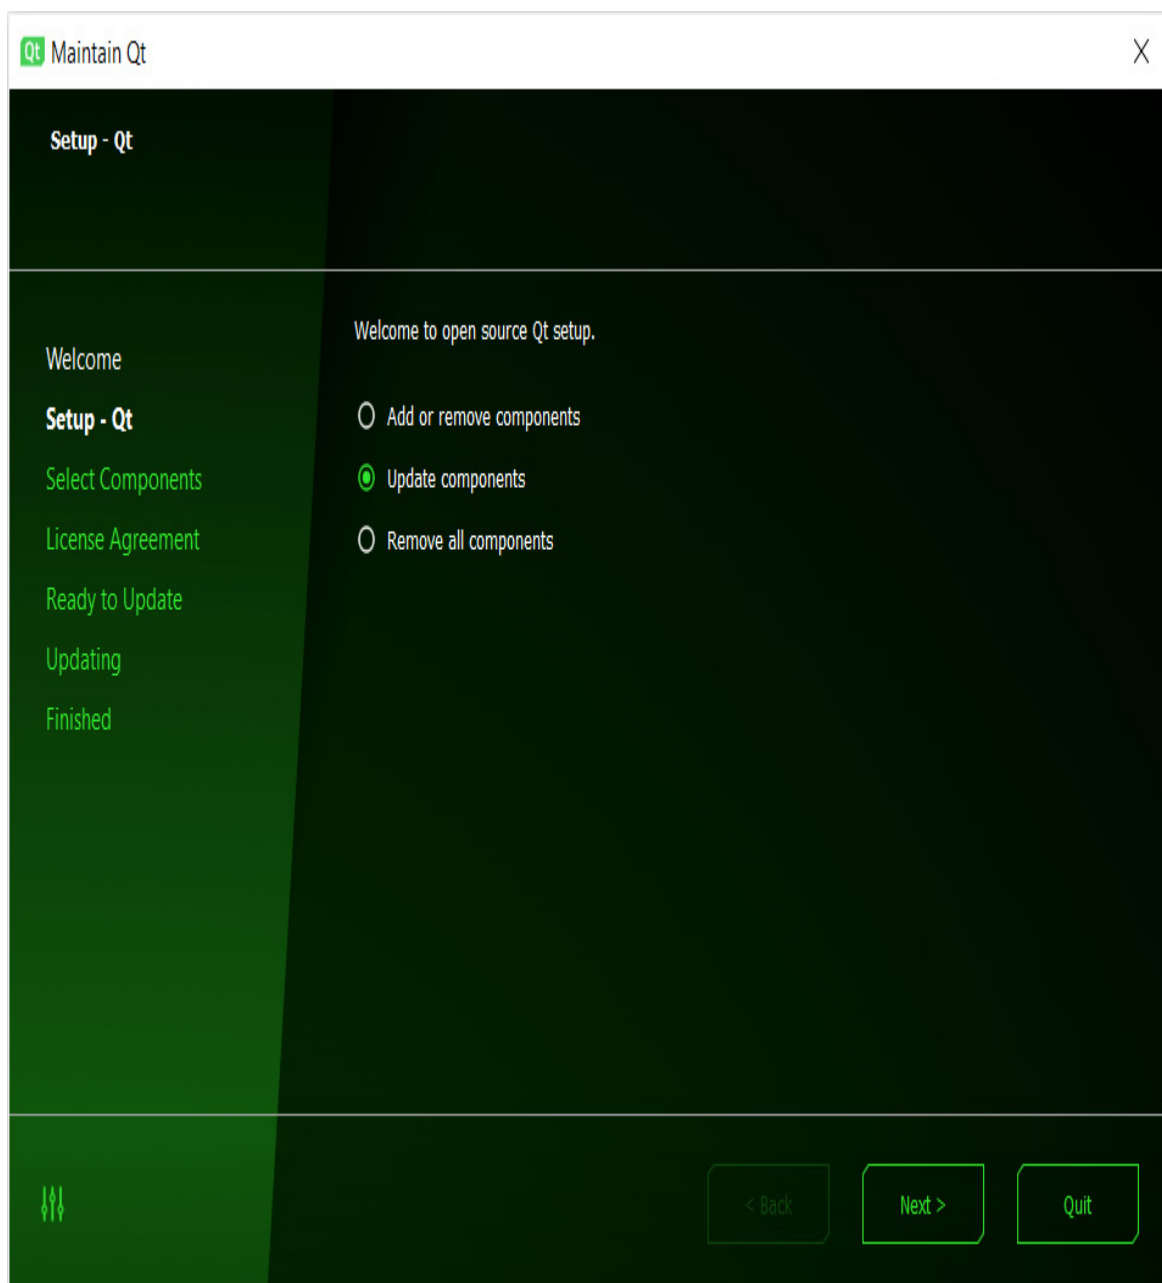 Qt Maintain Qt
Setup - Qt
Welcome
Setup - Qt
Select Components
License Agreement
Ready to Update
Updating
Finished
Welcome to open source Qt setup.
Add or remove components
Update components
Remove all components
< Back
Next >
Quit